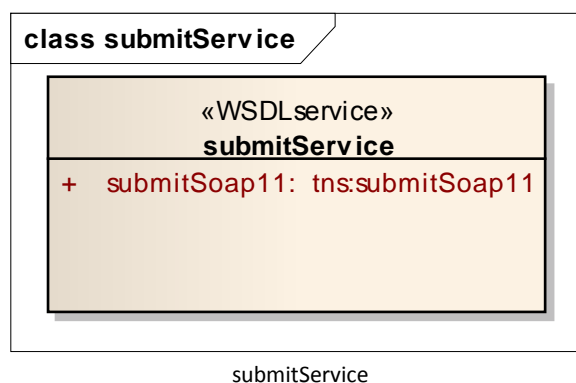 class submitService
«WSDLservice»
submitService
+ submitSoap11: tns:submitSoap11
submitService